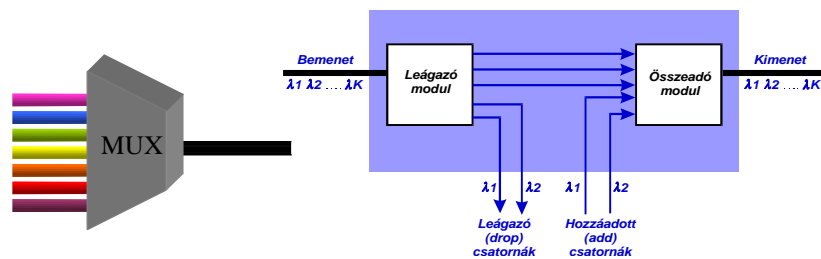 MUX
Bemenet
λ1 λ2 .... λK
Leágazó
modul
Összeadó
modul
Kimenet
λ1 λ2 .... λK
λ1
λ2
λ1
λ2
Leágazó
(drop)
csatornák
Hozzáadott
(add)
csatornák